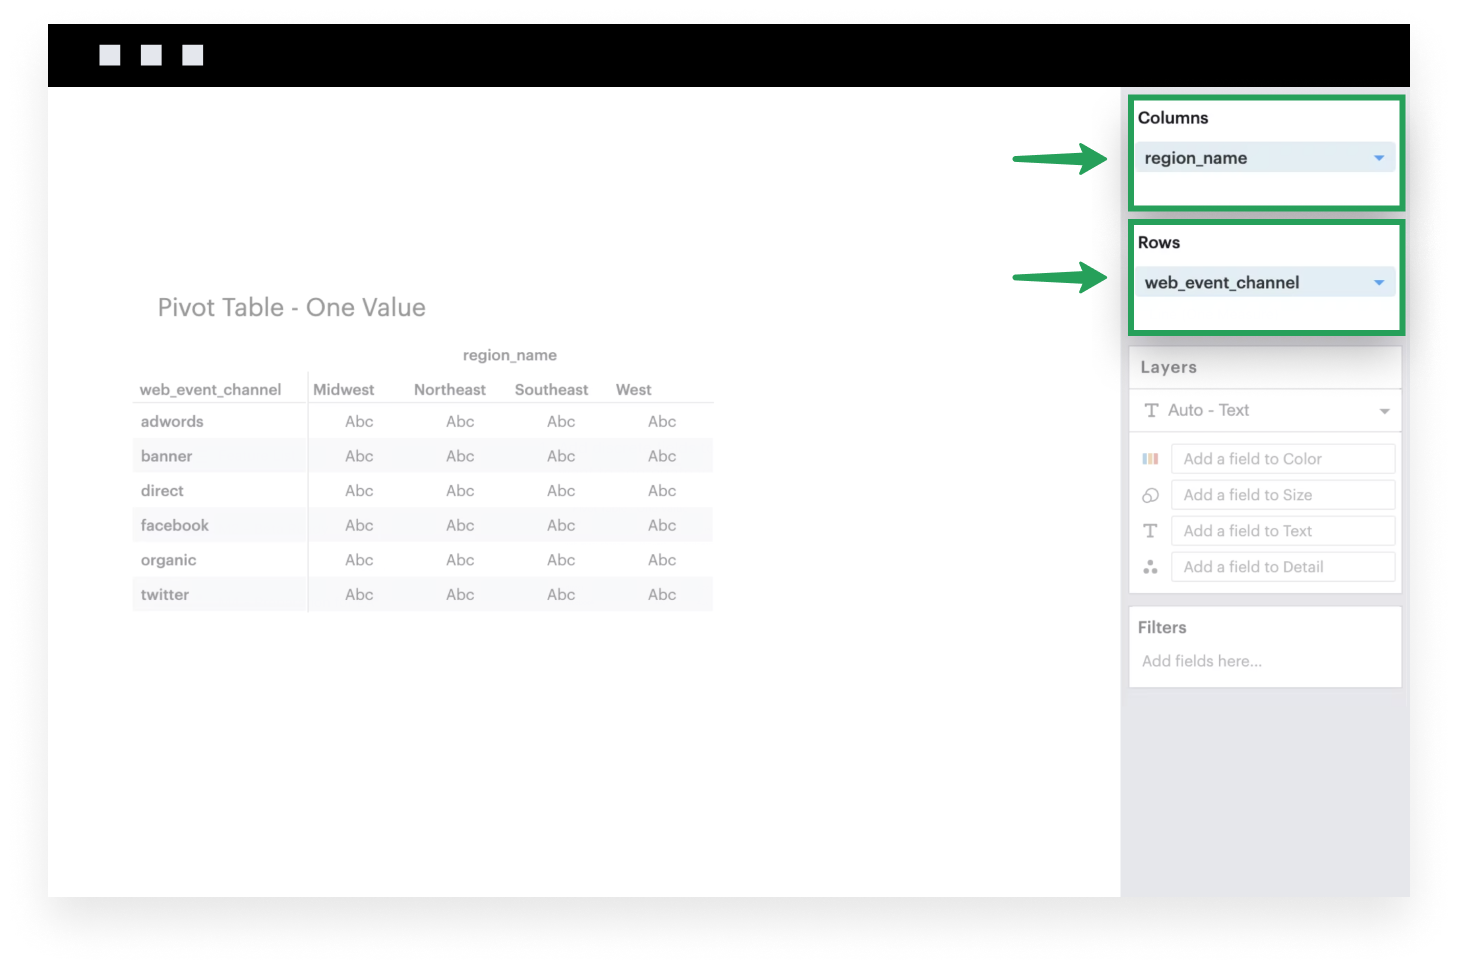 Columns
region_name
Rows
web_event_channel
Pivot Table - One Value
region_name
web_event_channel Midwest Northeast Southeast West
adwords Abc Abc Abc Abc
banner Abc Abc Abc Abc
direct Abc Abc Abc Abc
facebook Abc Abc Abc Abc
organic Abc Abc Abc Abc
twitter Abc Abc Abc Abc
Layers
T Auto - Text
Add a field to Color
Add a field to Size
T Add a field to Text
Add a field to Detail
Filters
Add fields here...